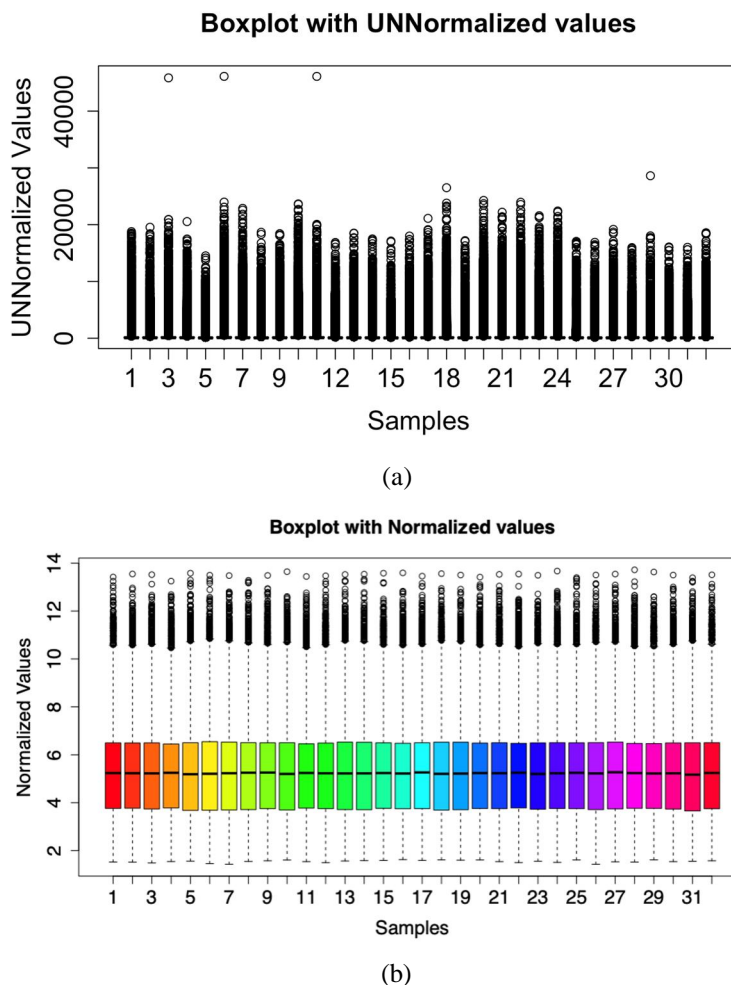 Boxplot with UNNormalized values
UNNormalized Values
40000
20000
0
1 3 5 7 9 12 15 18 21 24 27 30
Samples
(a)
Boxplot with Normalized values
Normalized Values
14
12
10
8
6
4
2
1 3 5 7 9 11 13 15 17 19 21 23 25 27 29 31
Samples
(b)